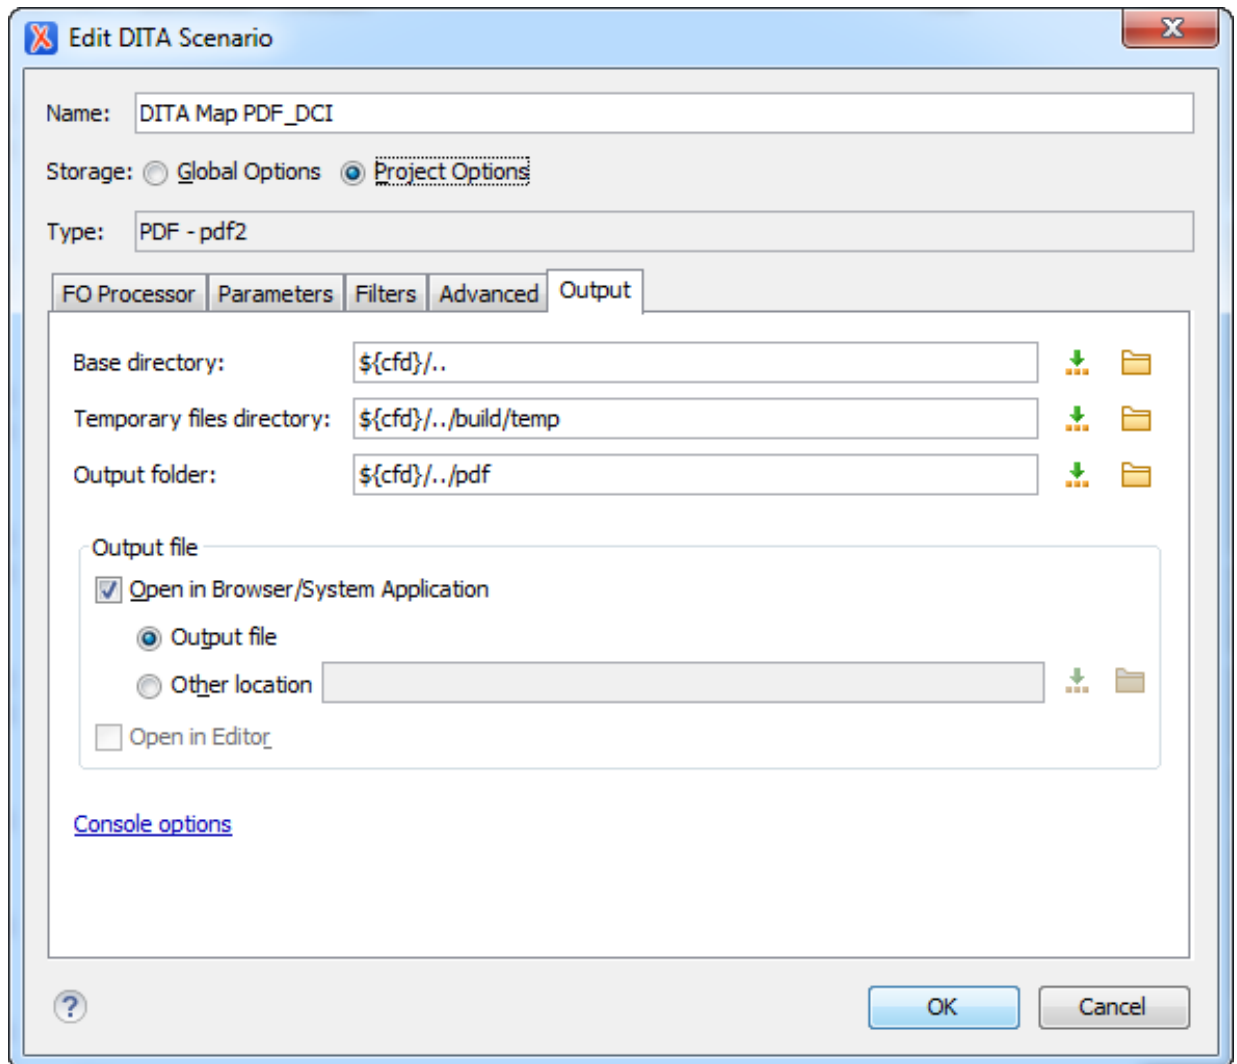 Edit DITA Scenario
Name: DITA Map PDF_DCI
Storage: Global Options Project Options
Type: PDF - pdf2
FO Processor Parameters Filters Advanced Output
Base directory: ${cfd}/..
Temporary files directory: ${cfd}/../build/temp
Output folder: ${cfd}/../pdf
Output file
Open in Browser/System Application
Output file
Other location
Open in Editor
Console options
? OK Cancel